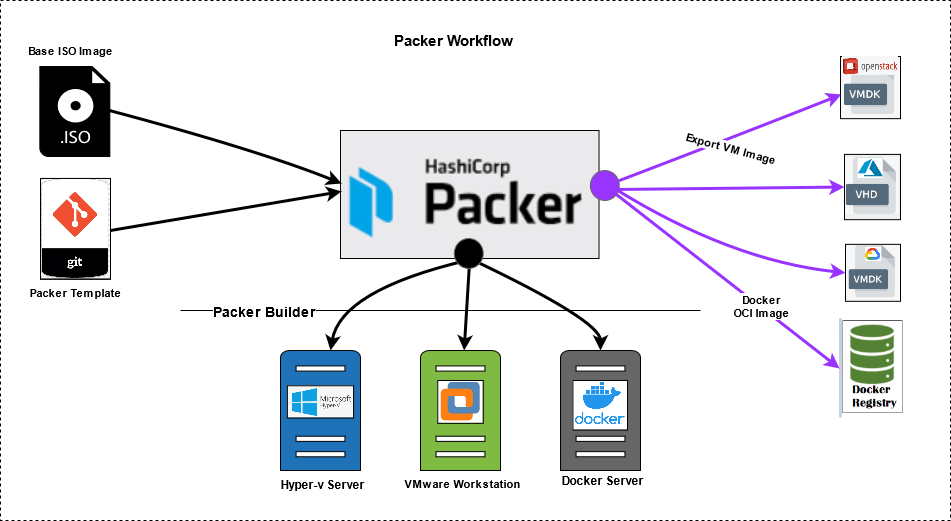 Packer Workflow
Base ISO Image
.ISO
git
Packer Template
HashiCorp
Packer
Export VM Image
openstack
VMDK
VHD
VMDK
Docker
OCI Image
Docker
Registry
Packer Builder
Microsoft
Hyper-V
docker
Hyper-v Server
VMware Workstation
Docker Server